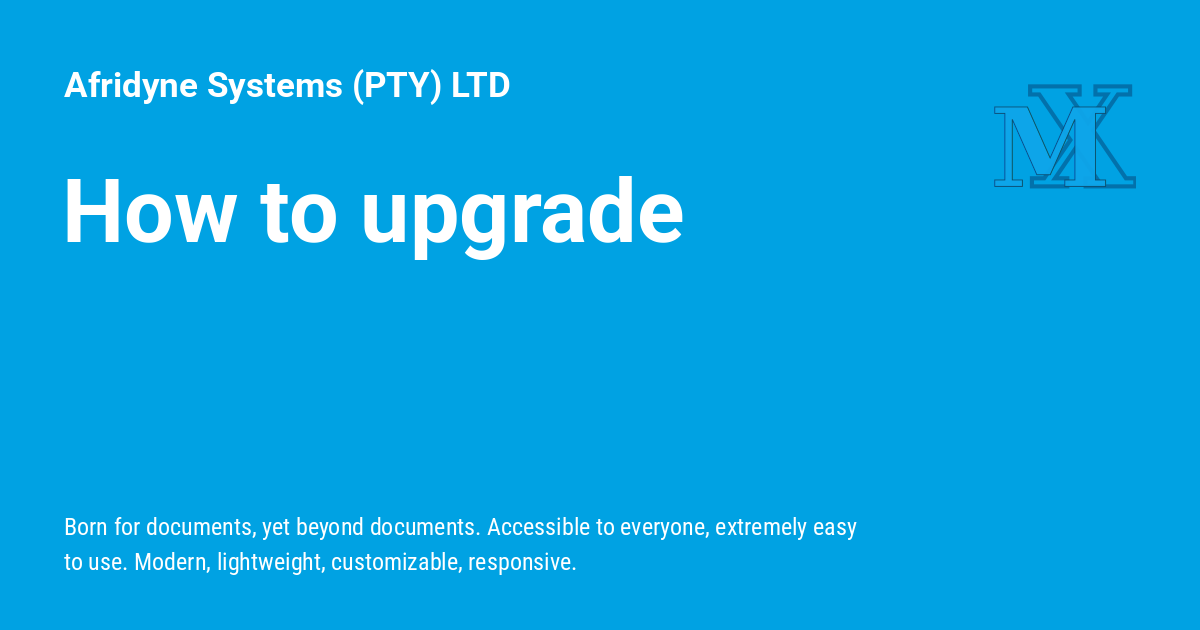 Afridyne Systems (PTY) LTD
MX
How to upgrade
Born for documents, yet beyond documents. Accessible to everyone, extremely easy
to use. Modern, lightweight, customizable, responsive.